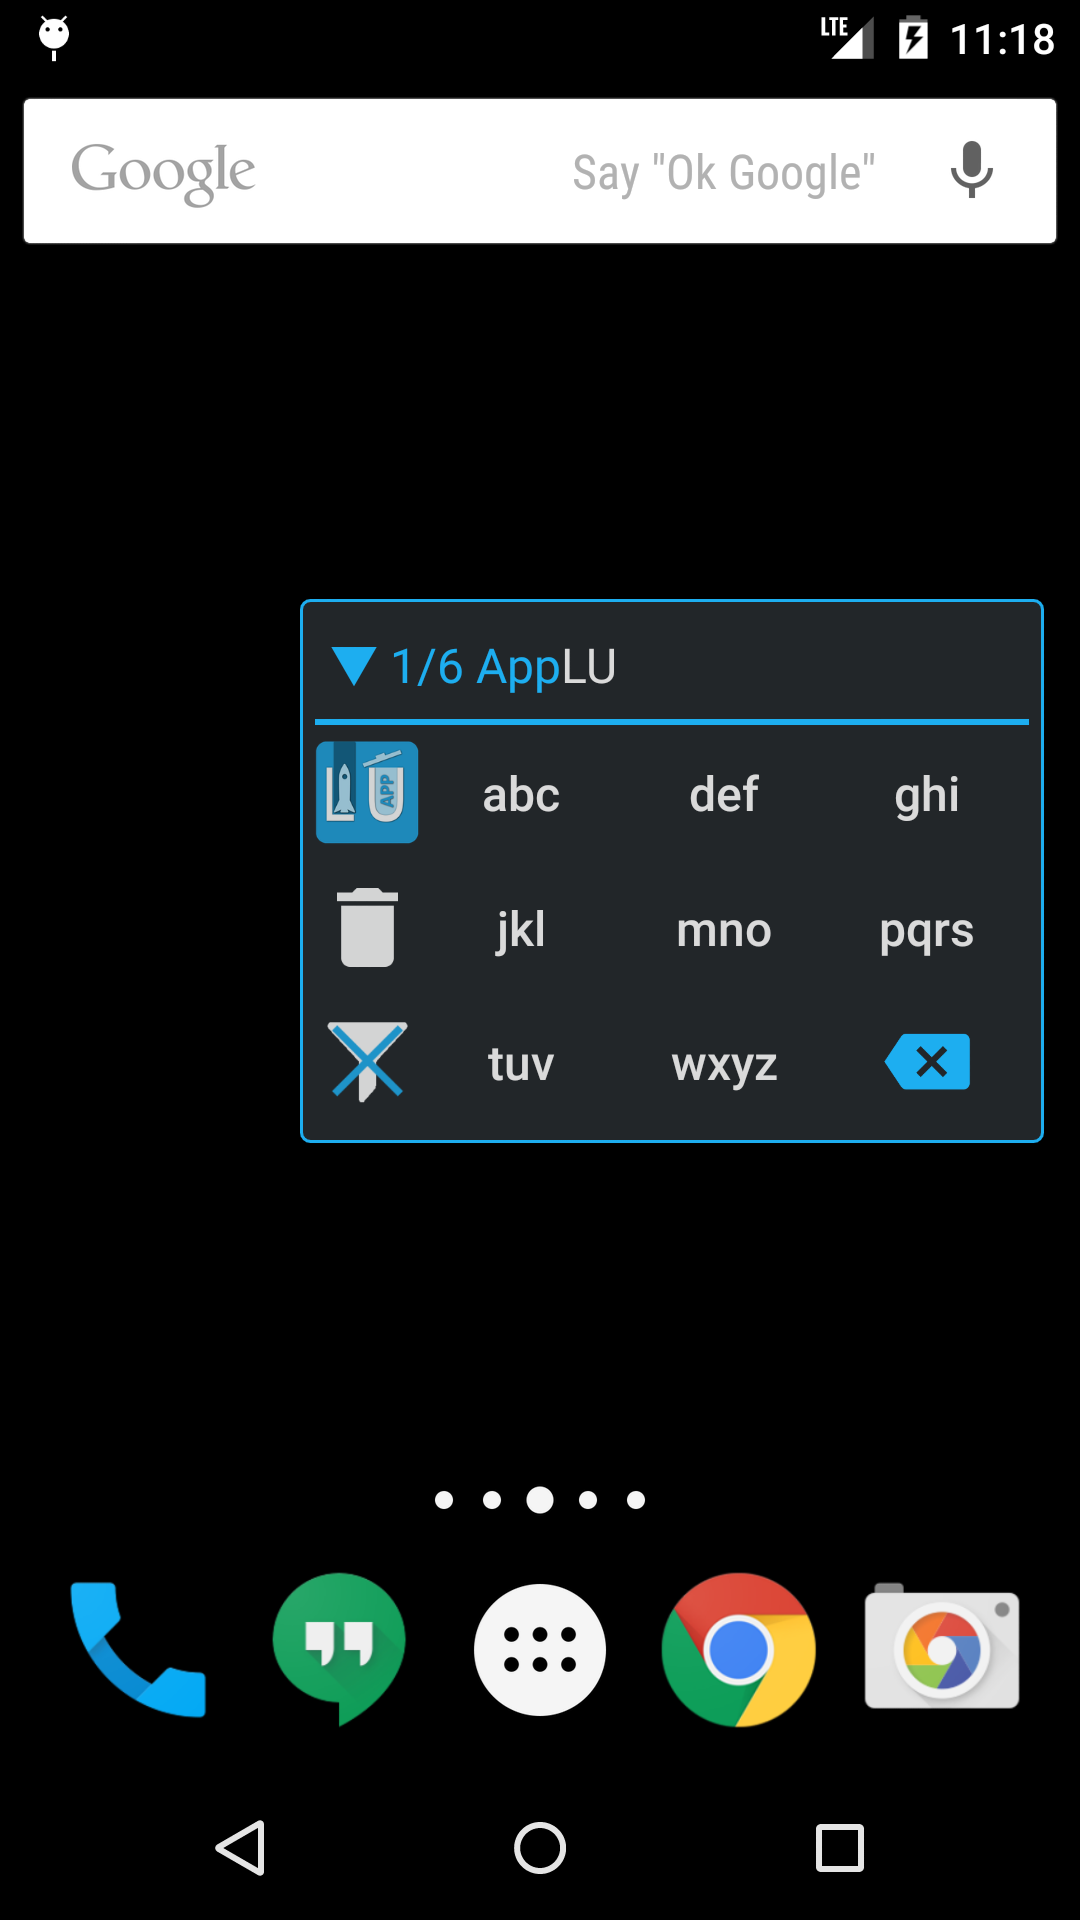 LTE 11:18
Google Say "Ok Google"
1/6 AppLU
LU APP abc def ghi
jkl mno pqrs
tuv wxyz